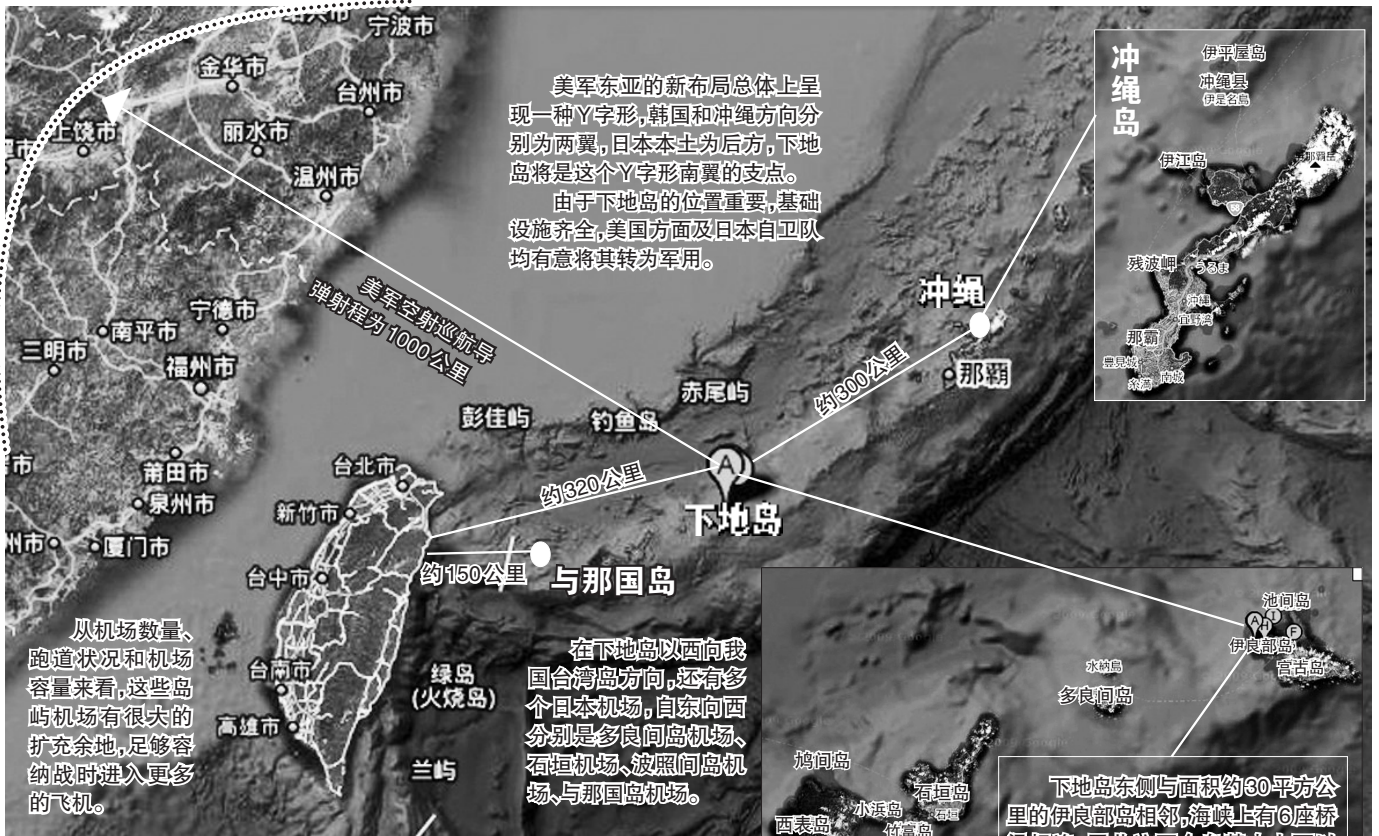 宁波市
金华市
台州市
上饶市
丽水市
温州市
美军东亚的新布局总体上呈
现一种Y字形,韩国和冲绳方向分
别为两翼,日本本土为后方,下地
岛将是这个Y字形南翼的支点。
由于下地岛的位置重要,基础
设施齐全,美国方面及日本自卫队
均有意将其转为军用。
冲绳岛
伊平屋岛
冲绳县
伊是名島
伊江岛
58
残波岬
うるま
沖縄
宜野湾
那霸
豊見城
糸満
南城
美军空射巡航导
弹射程为1000公里
宁德市
南平市
三明市
福州市
莆田市
泉州市
厦门市
州市
冲绳
那覇
约300公里
赤尾屿
钓鱼岛
彭佳屿
A
下地岛
约320公里
约150公里
与那国岛
台北市
新竹市
台中市
台南市
高雄市
绿岛
(火烧岛)
兰屿
从机场数量、
跑道状况和机场
容量来看,这些岛
屿机场有很大的
扩充余地,足够容
纳战时进入更多
的飞机。
在下地岛以西向我
国台湾岛方向,还有多
个日本机场,自东向西
分别是多良间岛机场、
石垣机场、波照间岛机
场、与那国岛机场。
池间岛
A
H
F
伊良部岛
宫古岛
水納島
多良间岛
鸠间岛
石垣岛
石垣
小浜岛
竹富岛
西表岛
下地岛东侧与面积约30平方公
里的伊良部岛相邻,海峡上有6座桥